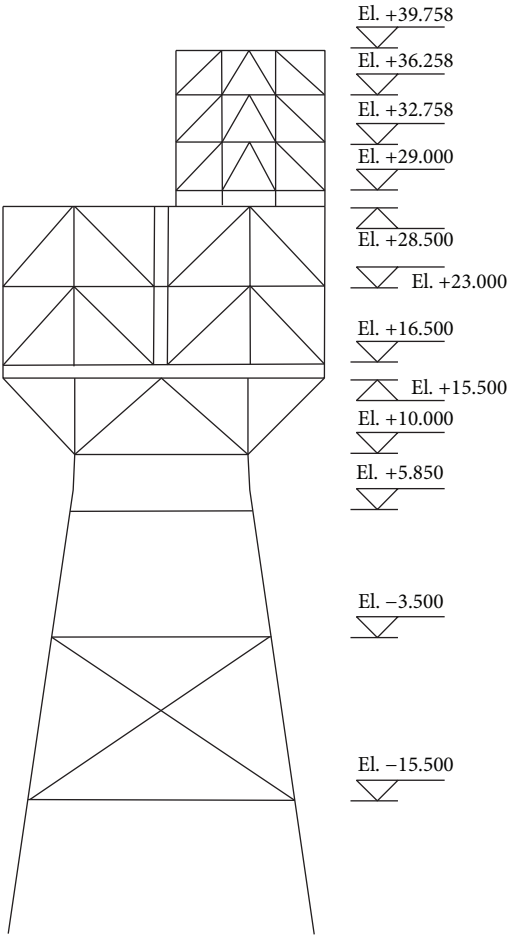 El. +39.758
El. +36.258
El. +32.758
El. +29.000
El. +28.500
El. +23.000
El. +16.500
El. +15.500
El. +10.000
El. +5.850
El. −3.500
El. −15.500